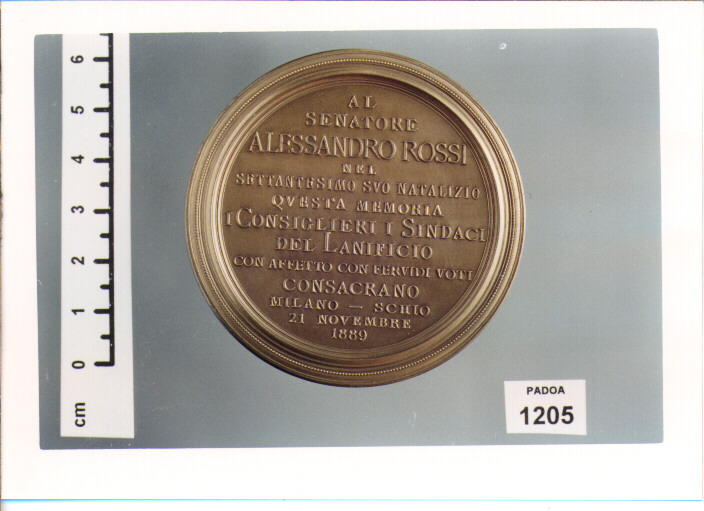 AL
SENATORE
ALESSANDRO ROSSI
NEL
SETTANTESIMO SVO NATALIZIO
QVESTA MEMORIA
I CONSIGLIERI I SINDACI
DEL LANIFICIO
CON AFFETTO CON FERVIDI VOTI
CONSACRANO
MILANO — SCHIO
21 NOVEMBRE
1889
cm 0 1 2 3 4 5 6
PADOA
1205